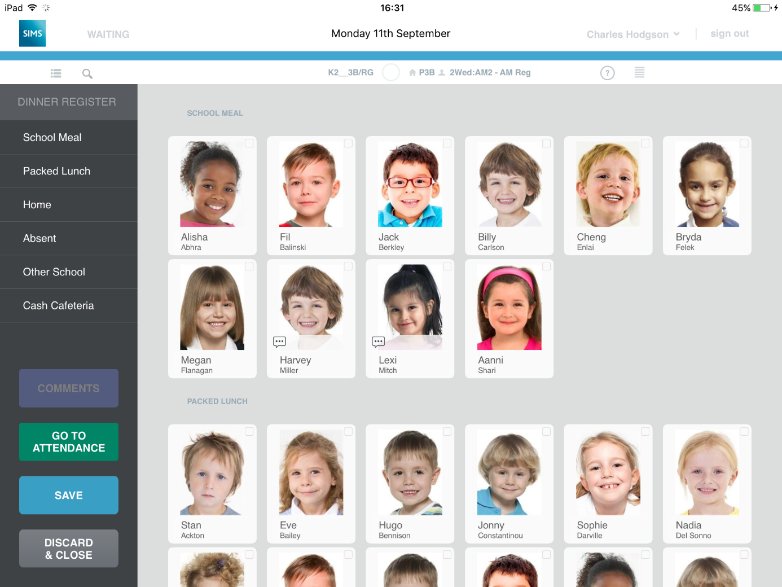 iPad 16:31 45%
SIMS WAITING Monday 11th September Charles Hodgson sign out
K2__3B/RG P3B 2Wed:AM2 - AM Reg ?
DINNER REGISTER
School Meal
Packed Lunch
Home
Absent
Other School
Cash Cafeteria
COMMENTS
GO TO
ATTENDANCE
SAVE
DISCARD
& CLOSE
SCHOOL MEAL
Alisha
Abhra
Fil
Balinski
Jack
Berkley
Billy
Carlson
Cheng
Enlai
Bryda
Felek
Megan
Flanagan
Harvey
Miller
Lexi
Mitch
Aanni
Shari
PACKED LUNCH
Stan
Ackton
Eve
Bailey
Hugo
Bennison
Jonny
Constantinou
Sophie
Darville
Nadia
Del Sonno